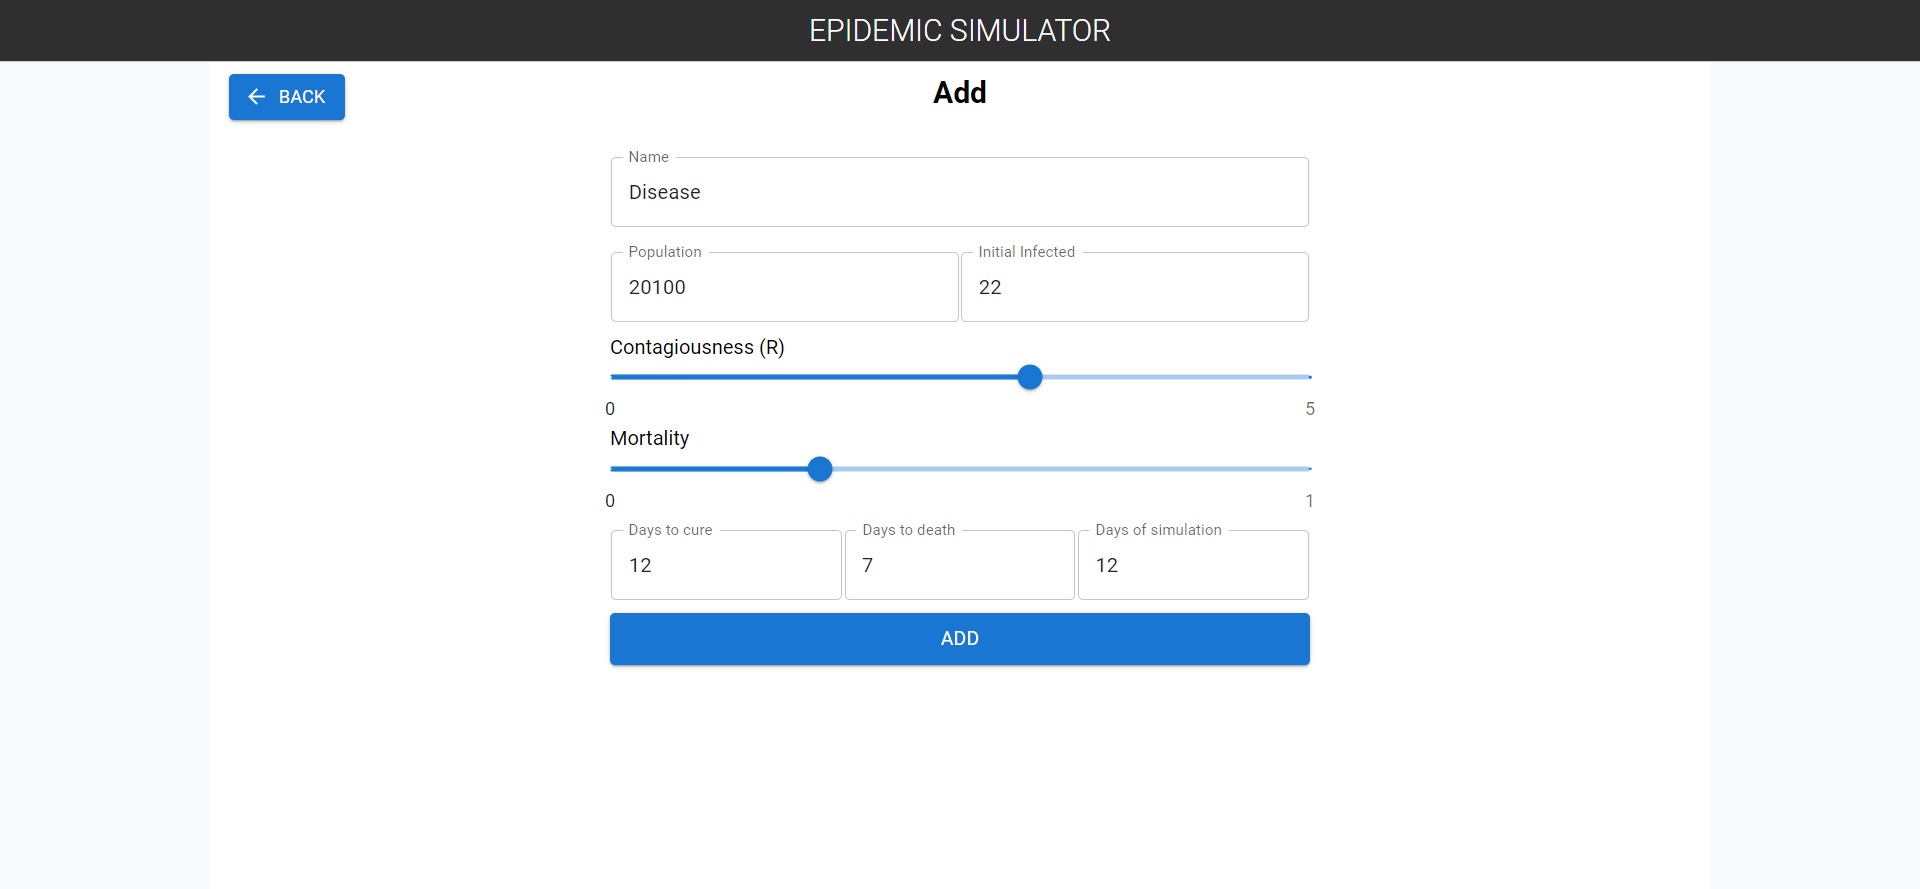 EPIDEMIC SIMULATOR
BACK
Add
Name
Disease
Population
Initial Infected
20100
22
Contagiousness (R)
0
5
Mortality
0
1
Days to cure
Days to death
Days of simulation
12
7
12
ADD